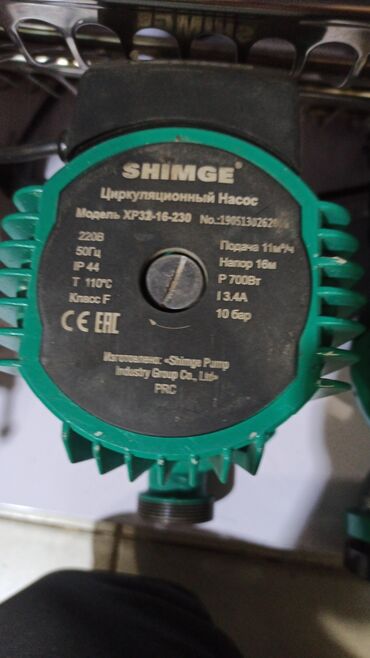 SHIMGE®
Циркуляционный Насос
Модель XP32-16-230 No.:
220В
50Гц
IP 44
T 110°C
Класс F
Подача 11м³/ч
Напор 16м
P 700Вт
I 3.4A
10 бар
CE EAC
Изготовлено: «Shimge Pump
Industry Group Co., Ltd»
PRC